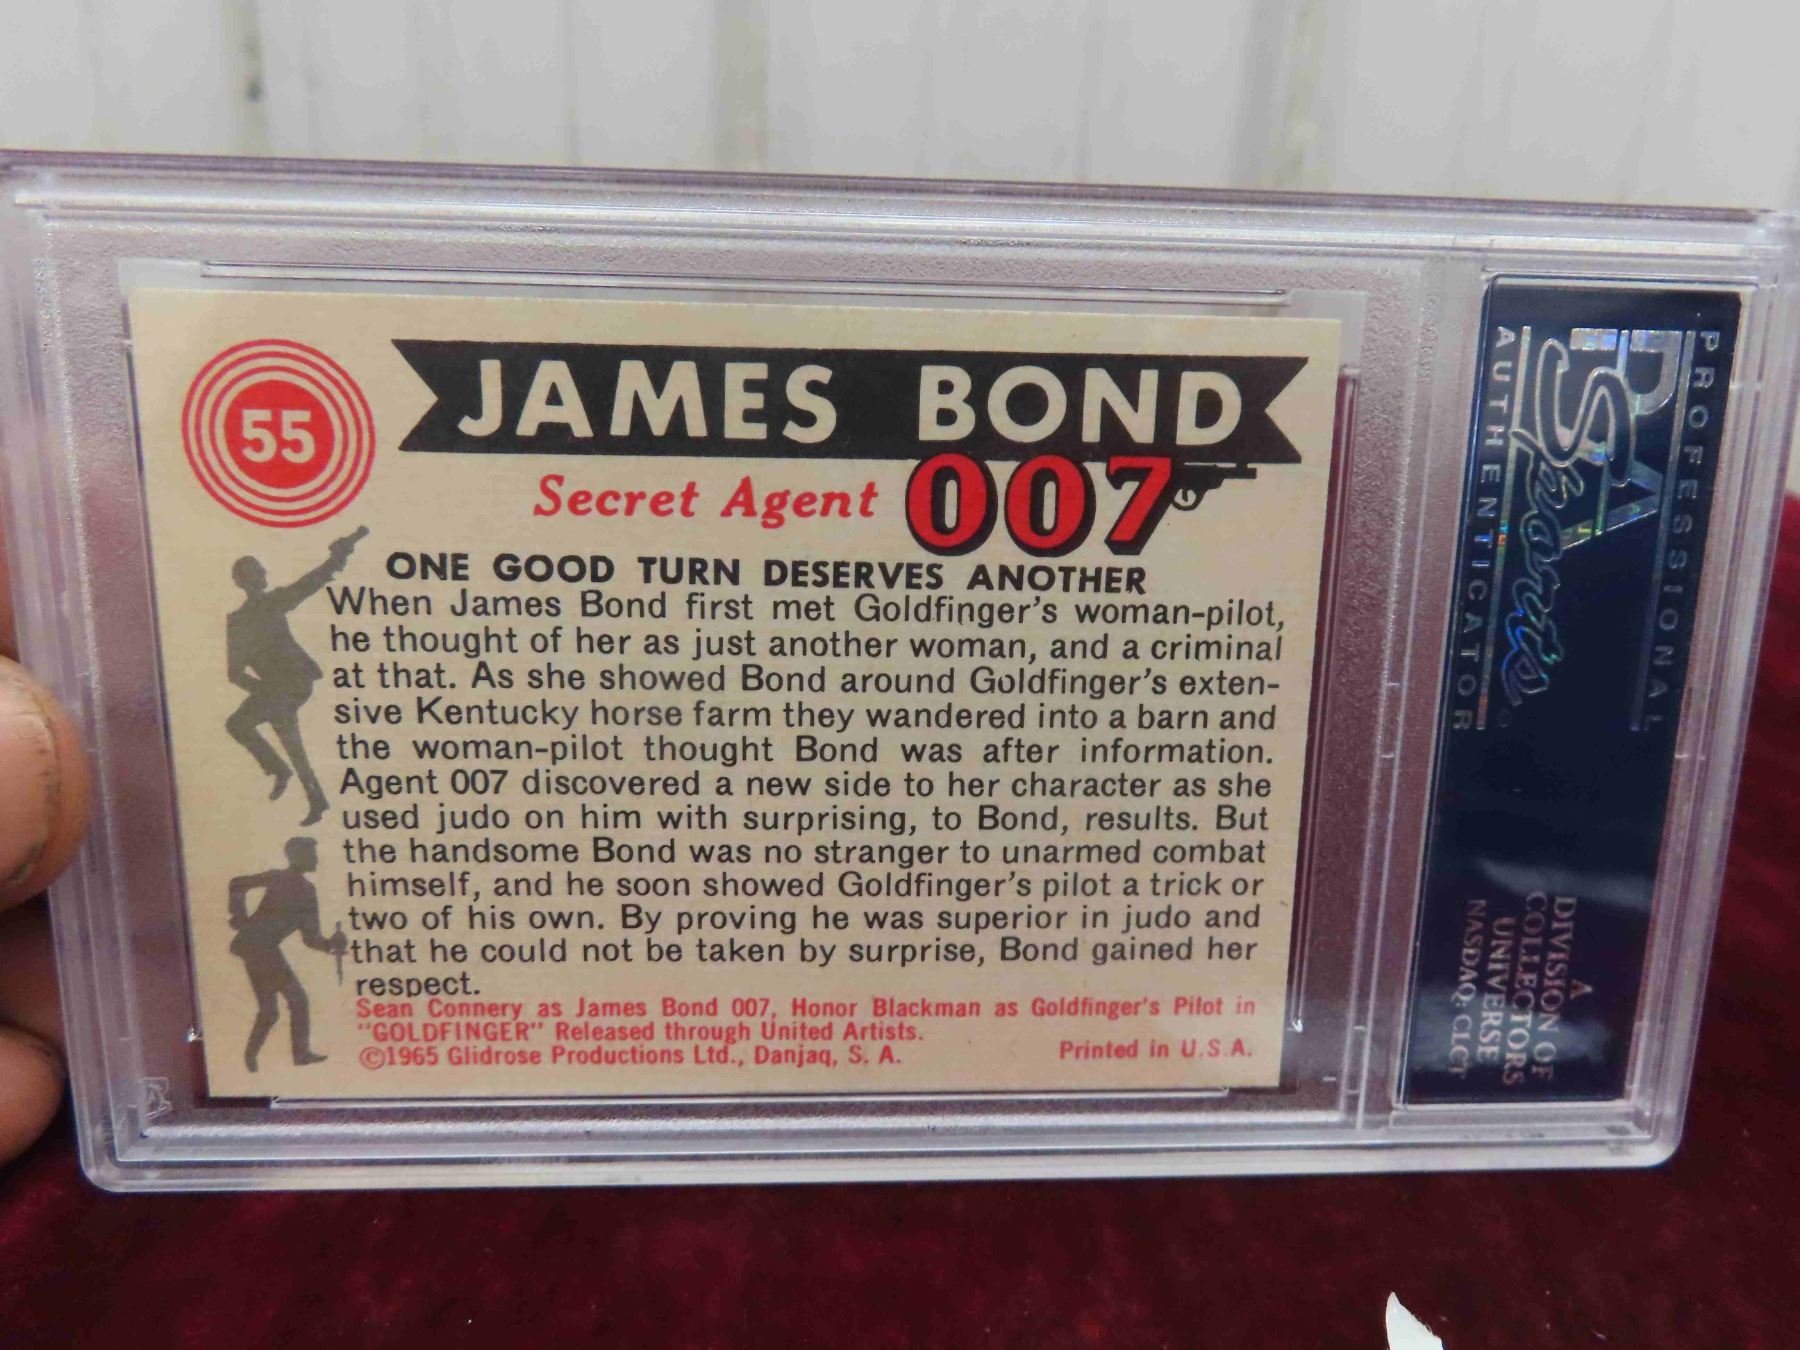 55
JAMES BOND
Secret Agent 007
ONE GOOD TURN DESERVES ANOTHER
When James Bond first met Goldfinger's woman-pilot,
he thought of her as just another woman, and a criminal
at that. As she showed Bond around Goldfinger's exten-
sive Kentucky horse farm they wandered into a barn and
the woman-pilot thought Bond was after information.
Agent 007 discovered a new side to her character as she
used judo on him with surprising, to Bond, results. But
the handsome Bond was no stranger to unarmed combat
himself, and he soon showed Goldfinger's pilot a trick or
two of his own. By proving he was superior in judo and
that he could not be taken by surprise, Bond gained her
respect.
Sean Connery as James Bond 007, Honor Blackman as Goldfinger's Pilot in
"GOLDFINGER" Released through United Artists.
©1965 Glidrose Productions Ltd., Danjaq, S. A.
Printed in U.S.A.
PROFESSIONAL
PSA
Sports
AUTHENTICATOR
A
DIVISION OF
COLLECTORS
UNIVERSE
NASDAQ: CLCT